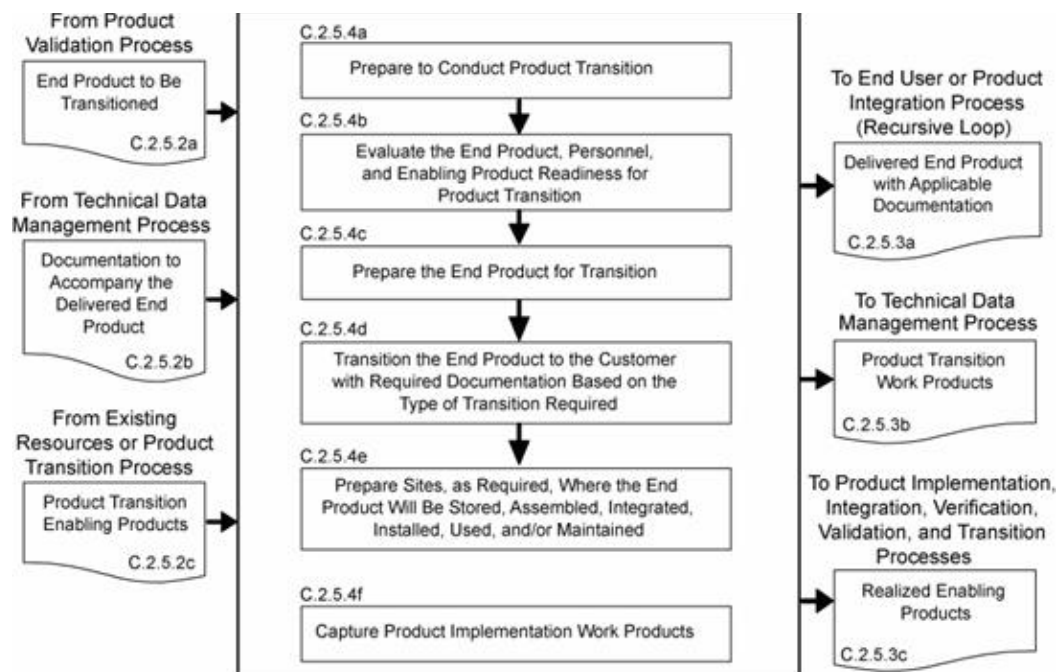 From Product
Validation Process
End Product to Be
Transitioned
C.2.5.2a
From Technical Data
Management Process
Documentation to
Accompany the
Delivered End
Product
C.2.5.2b
From Existing
Resources or Product
Transition Process
Product Transition
Enabling Products
C.2.5.2c
C.2.5.4a
Prepare to Conduct Product Transition
C.2.5.4b
Evaluate the End Product, Personnel,
and Enabling Product Readiness for
Product Transition
C.2.5.4c
Prepare the End Product for Transition
C.2.5.4d
Transition the End Product to the Customer
with Required Documentation Based on the
Type of Transition Required
C.2.5.4e
Prepare Sites, as Required, Where the End
Product Will Be Stored, Assembled, Integrated,
Installed, Used, and/or Maintained
C.2.5.4f
Capture Product Implementation Work Products
To End User or Product
Integration Process
(Recursive Loop)
Delivered End Product
with Applicable
Documentation
C.2.5.3a
To Technical Data
Management Process
Product Transition
Work Products
C.2.5.3b
To Product Implementation,
Integration, Verification,
Validation, and Transition
Processes
Realized Enabling
Products
C.2.5.3c